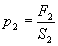 p₂ = F₂/S₂